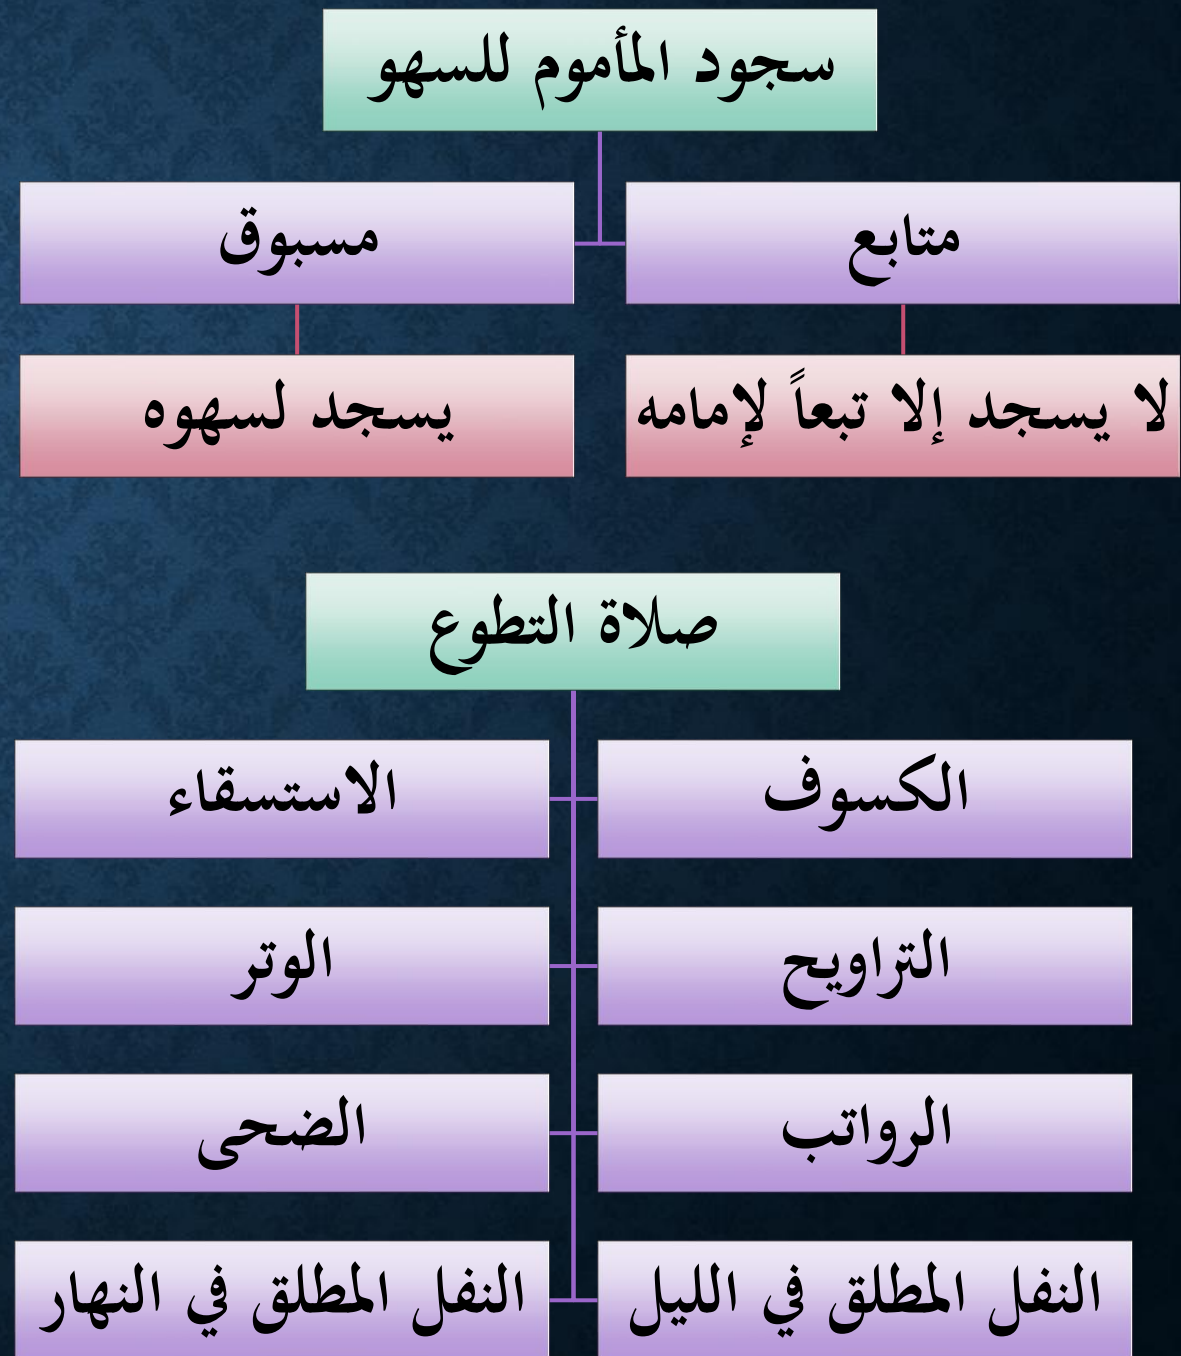 سجود المأموم للسهو
متابع
مسبوق
لا يسجد إلا تبعاً لإمامه
يسجد لسهوه
صلاة التطوع
الكسوف
الاستسقاء
التراويح
الوتر
الرواتب
الضحى
النفل المطلق في الليل
النفل المطلق في النهار